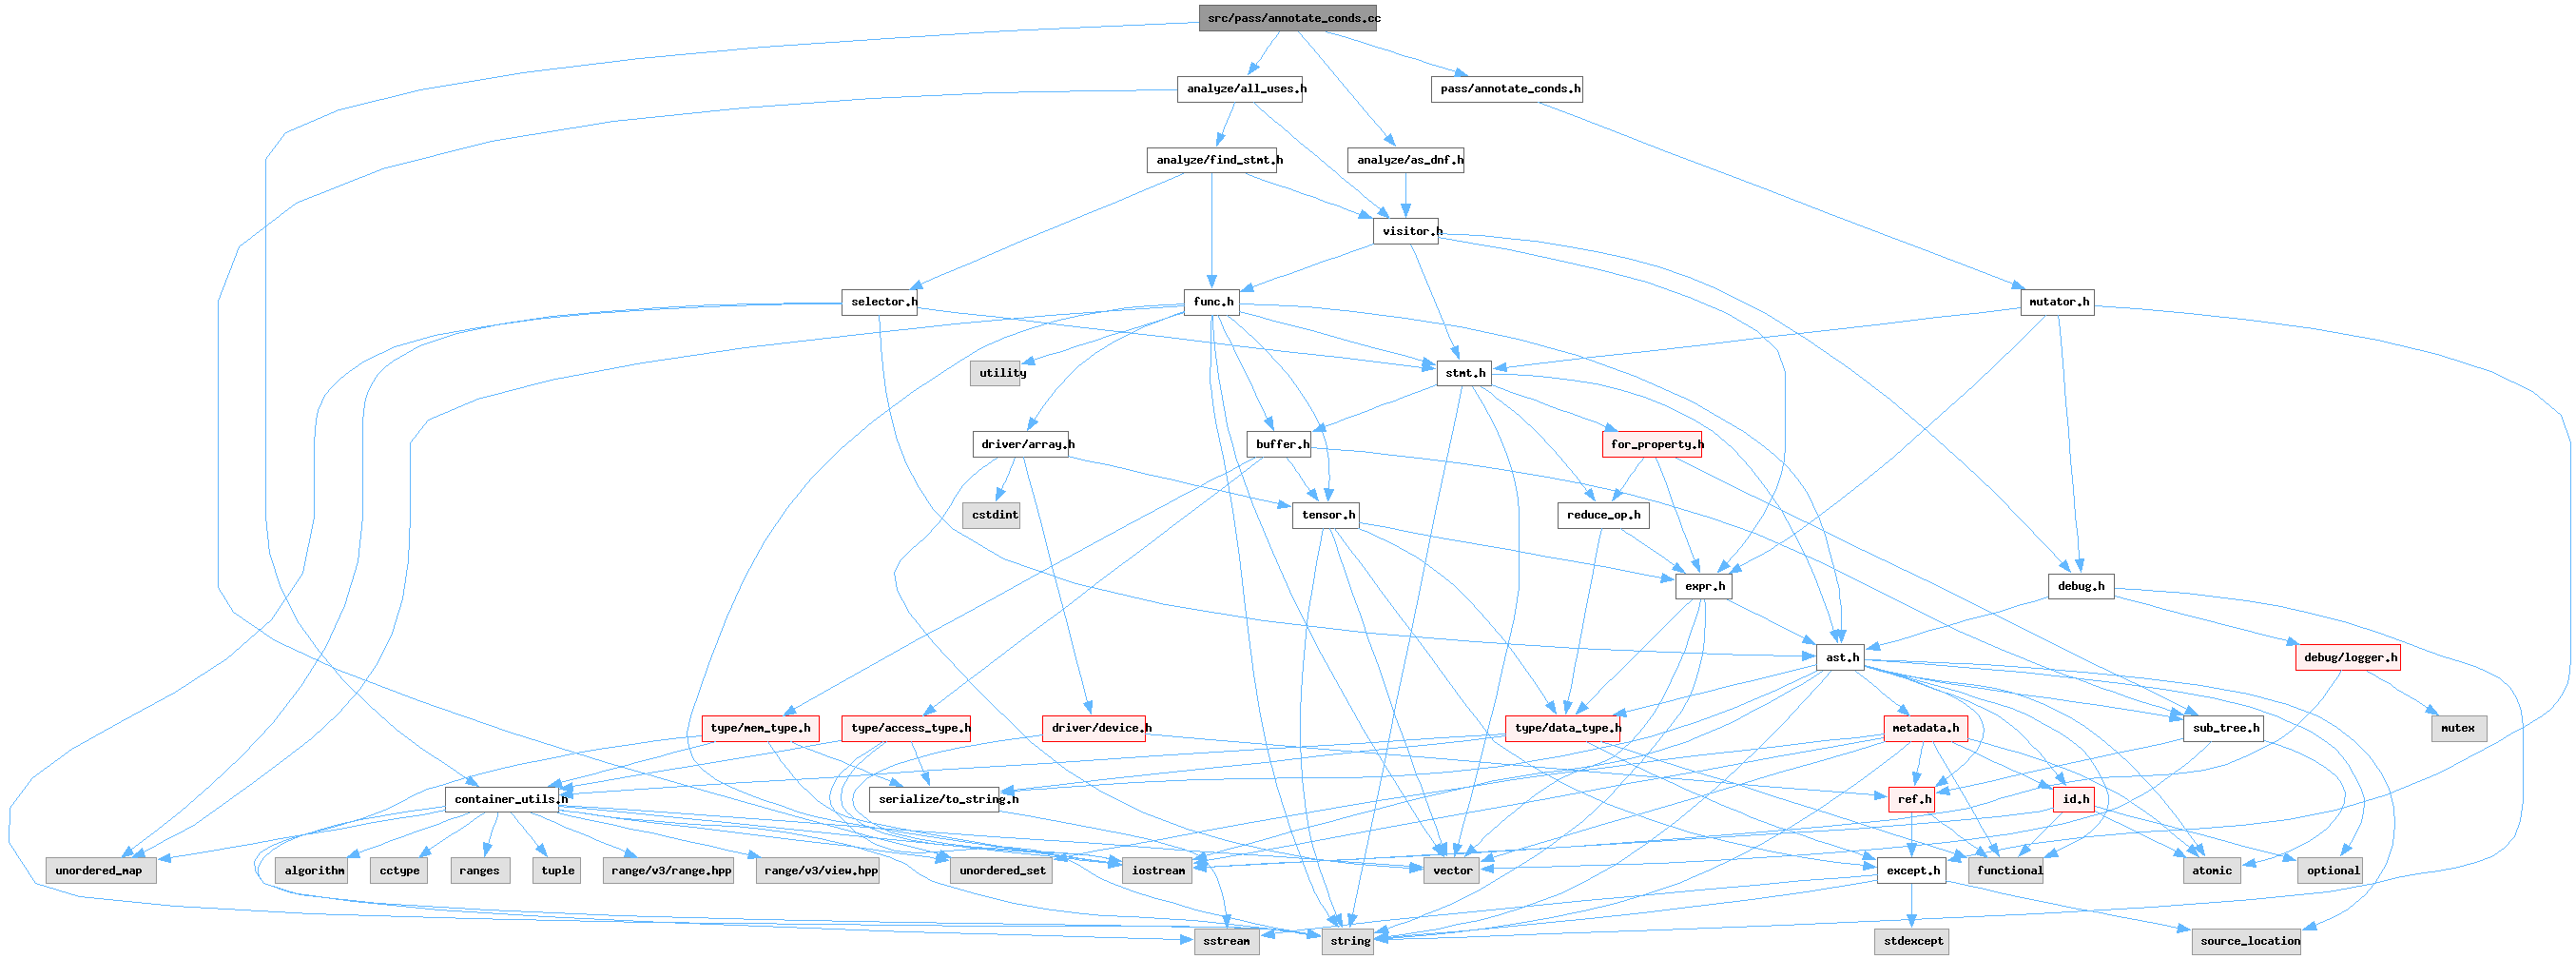 src/pass/annotate_conds.cc
analyze/all_uses.h
pass/annotate_conds.h
analyze/find_stmt.h
analyze/as_dnf.h
visitor.h
selector.h
func.h
mutator.h
utility
stmt.h
driver/array.h
buffer.h
for_property.h
cstdint
tensor.h
reduce_op.h
expr.h
debug.h
ast.h
debug/logger.h
type/mem_type.h
type/access_type.h
driver/device.h
type/data_type.h
metadata.h
sub_tree.h
mutex
container_utils.h
serialize/to_string.h
ref.h
id.h
unordered_map
algorithm
cctype
ranges
tuple
range/v3/range.hpp
range/v3/view.hpp
unordered_set
iostream
vector
except.h
functional
atomic
optional
sstream
string
stdexcept
source_location